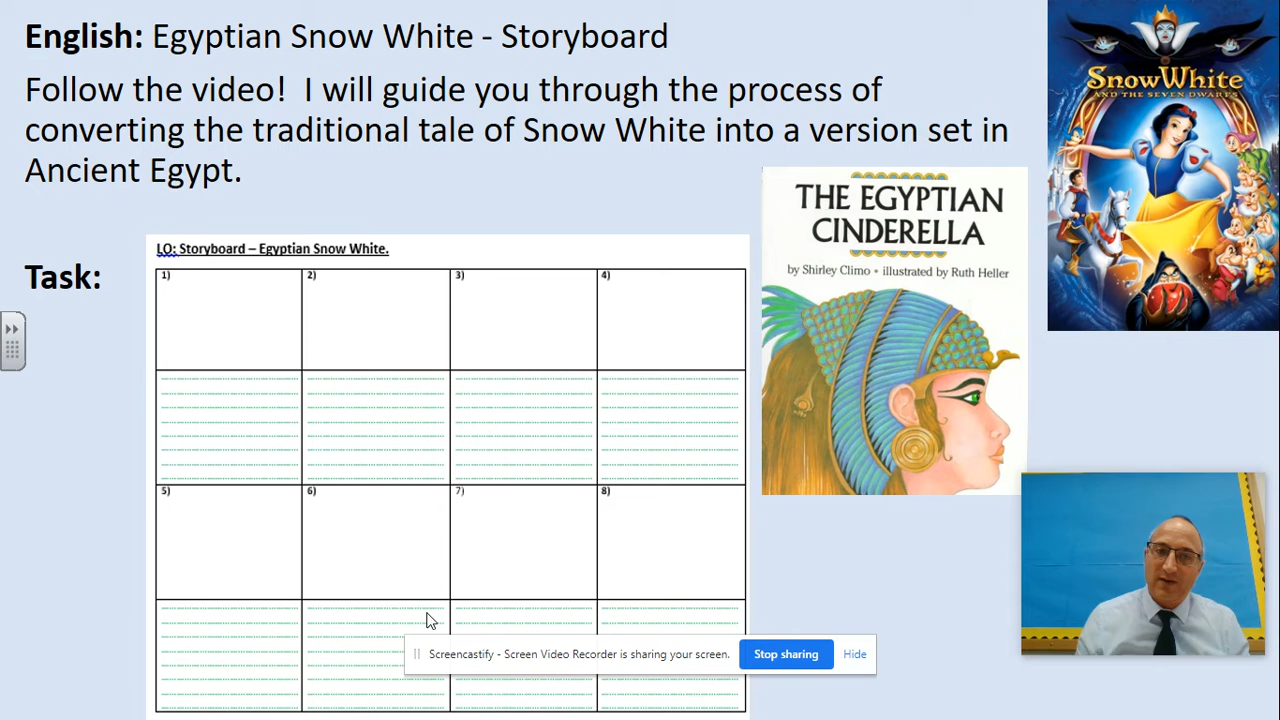 English: Egyptian Snow White - Storyboard
Follow the video! I will guide you through the process of
converting the traditional tale of Snow White into a version set in
Ancient Egypt.
Snow White
AND THE SEVEN DWARFS
THE EGYPTIAN
CINDERELLA
by Shirley Climo • illustrated by Ruth Heller
Task:
LO: Storyboard – Egyptian Snow White.
1) 2) 3) 4)
5) 6) 7) 8)
Screencastify - Screen Video Recorder is sharing your screen. Stop sharing Hide